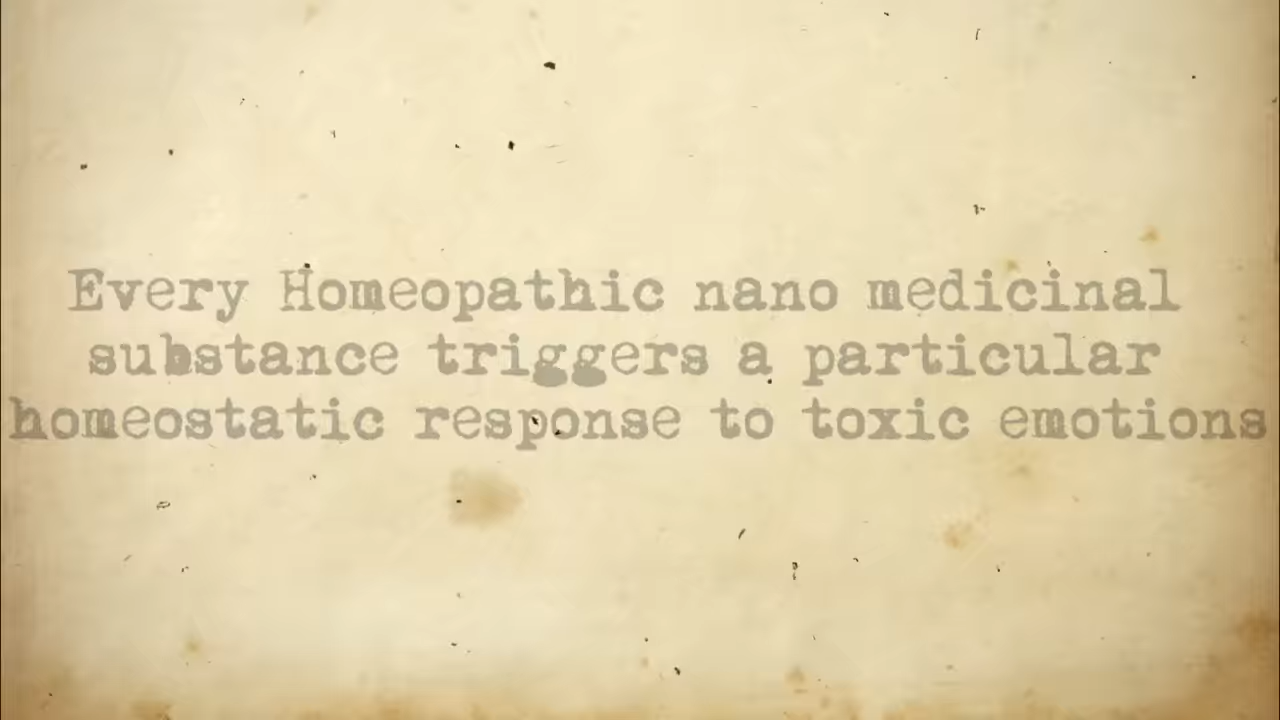 Every Homeopathic nano medicinal
substance triggers a particular
homeostatic response to toxic emotions